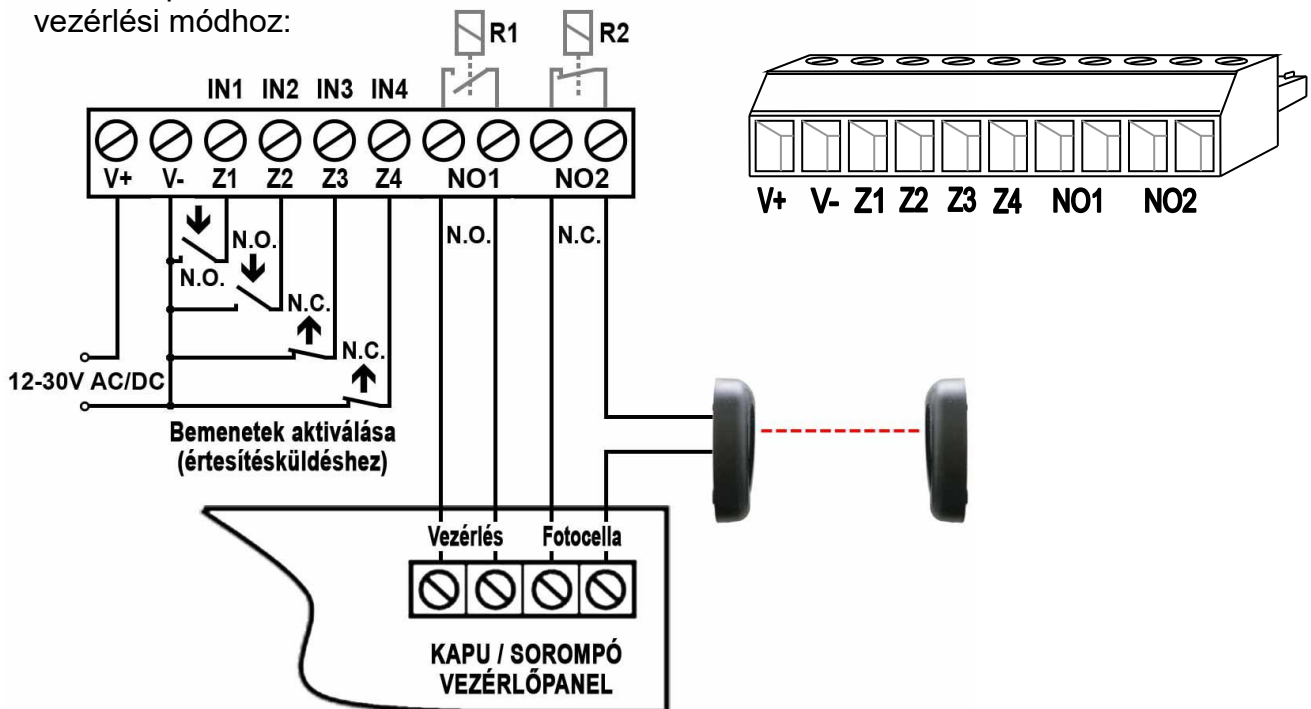 vezérlési módhoz:
R1 R2
IN1 IN2 IN3 IN4
V+ V- Z1 Z2 Z3 Z4 NO1 NO2
V+ V- Z1 Z2 Z3 Z4 NO1 NO2
N.O. N.O. N.C.
N.O.
N.C.
N.C.
12-30V AC/DC
Bemenetek aktiválása
(értesítésküldéshez)
Vezérlés Fotocella
KAPU / SOROMPÓ
VEZÉRLŐPANEL